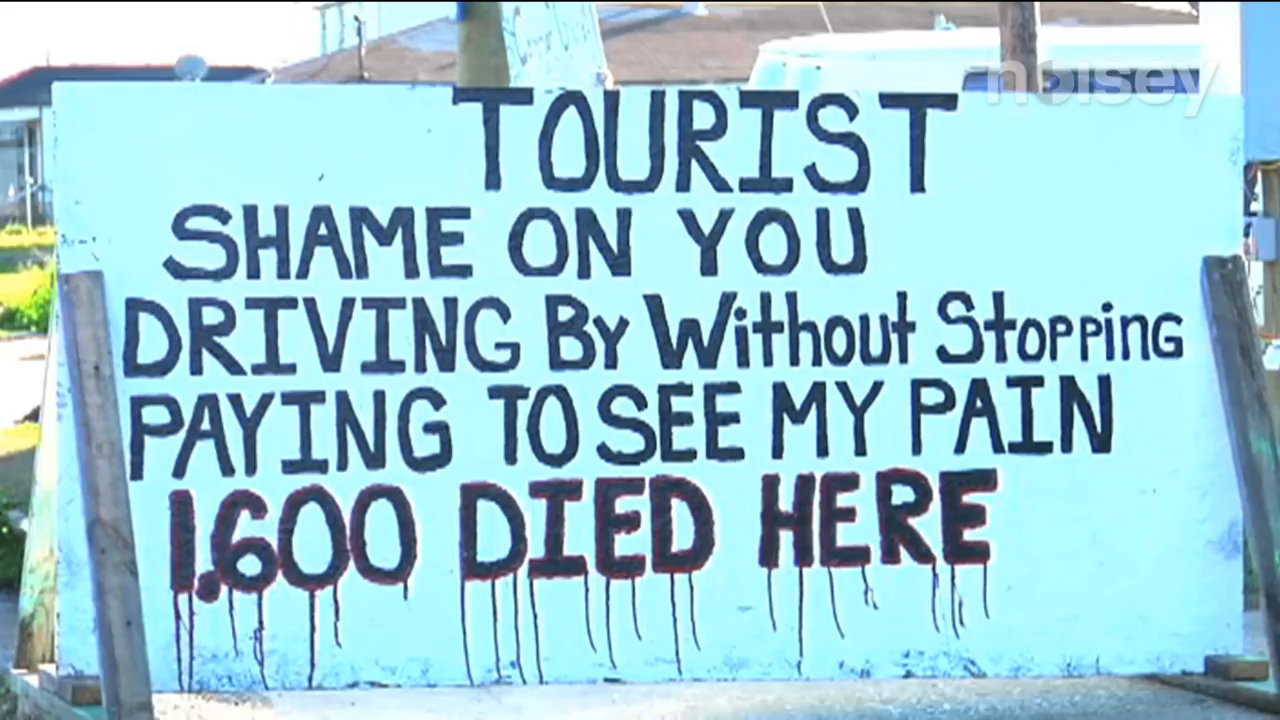 noisey
TOURIST
SHAME ON YOU
DRIVING BY Without Stopping
PAYING TO SEE MY PAIN
1.600 DIED HERE